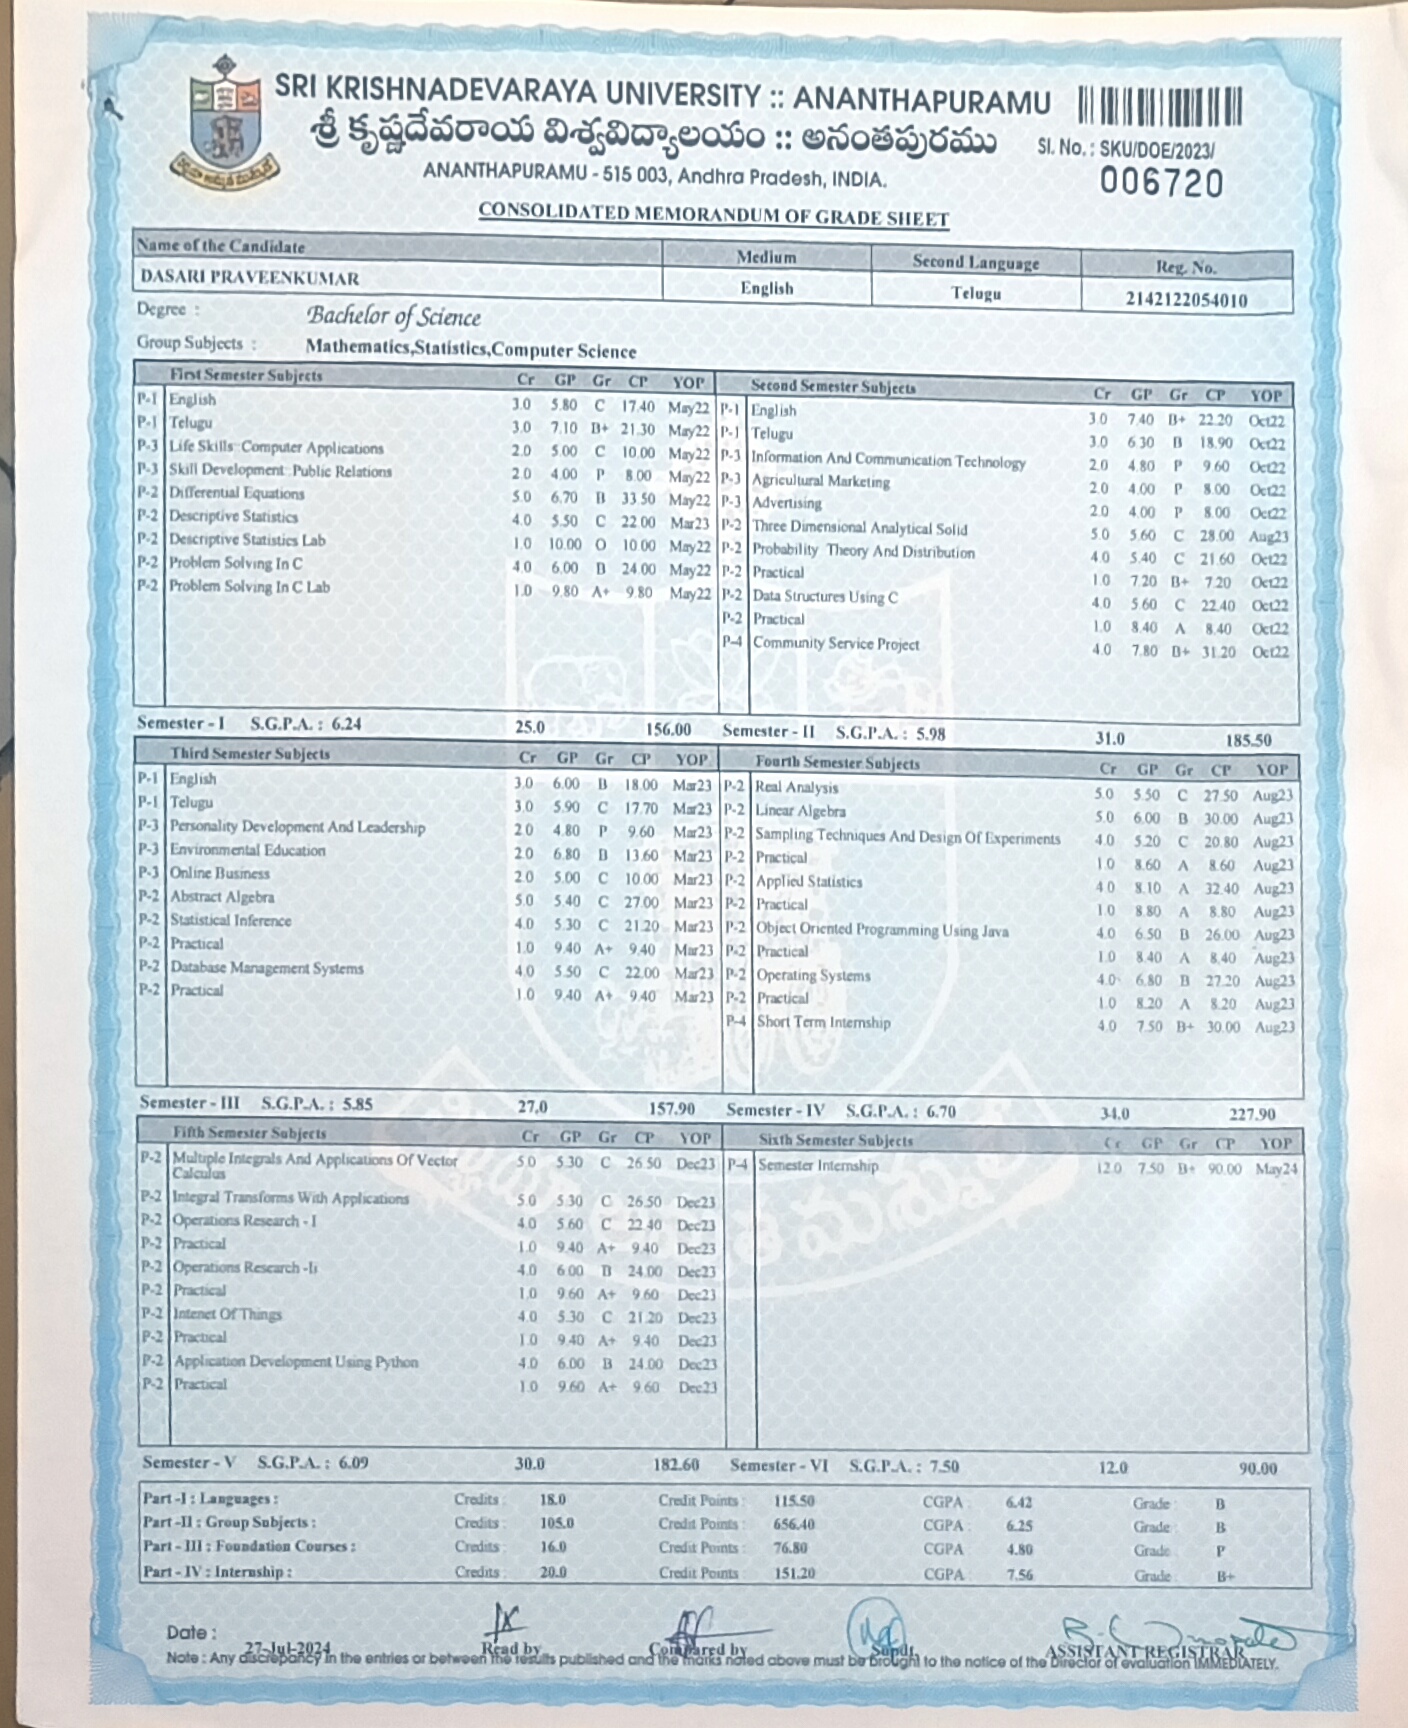 SRI KRISHNADEVARAYA UNIVERSITY :: ANANTHAPURAMU
శ్రీ కృష్ణదేవరాయ విశ్వవిద్యాలయం :: అనంతపురము
Sl. No. : SKU/DOE/2023/
ANANTHAPURAMU - 515 003, Andhra Pradesh, INDIA.
006720
CONSOLIDATED MEMORANDUM OF GRADE SHEET
Name of the Candidate Medium Second Language Reg. No.
DASARI PRAVEENKUMAR English Telugu 2142122054010
Degree : Bachelor of Science
Group Subjects : Mathematics,Statistics,Computer Science
First Semester Subjects Cr GP Gr CP YOP
P-1 English 3.0 5.80 C 17.40 May22
P-1 Telugu 3.0 7.10 B+ 21.30 May22
P-3 Life Skills :Computer Applications 2.0 5.00 C 10.00 May22
P-3 Skill Development :Public Relations 2.0 4.00 P 8.00 May22
P-2 Differential Equations 5.0 6.70 B 33.50 May22
P-2 Descriptive Statistics 4.0 5.50 C 22.00 Mar23
P-2 Descriptive Statistics Lab 1.0 10.00 O 10.00 May22
P-2 Problem Solving In C 4.0 6.00 B 24.00 May22
P-2 Problem Solving In C Lab 1.0 9.80 A+ 9.80 May22
Semester - I S.G.P.A. : 6.24 25.0 156.00
Second Semester Subjects Cr GP Gr CP YOP
P-1 English 3.0 7.40 B+ 22.20 Oct22
P-1 Telugu 3.0 6.30 B 18.90 Oct22
P-3 Information And Communication Technology 2.0 4.80 P 9.60 Oct22
P-3 Agricultural Marketing 2.0 4.00 P 8.00 Oct22
P-3 Advertising 2.0 4.00 P 8.00 Oct22
P-2 Three Dimensional Analytical Solid 5.0 5.60 C 28.00 Aug23
P-2 Probability Theory And Distribution 4.0 5.40 C 21.60 Oct22
P-2 Practical 1.0 7.20 B+ 7.20 Oct22
P-2 Data Structures Using C 4.0 5.60 C 22.40 Oct22
P-2 Practical 1.0 8.40 A 8.40 Oct22
P-4 Community Service Project 4.0 7.80 B+ 31.20 Oct22
Semester - II S.G.P.A. : 5.98 31.0 185.50
Third Semester Subjects Cr GP Gr CP YOP
P-1 English 3.0 6.00 B 18.00 Mar23
P-1 Telugu 3.0 5.90 C 17.70 Mar23
P-3 Personality Development And Leadership 2.0 4.80 P 9.60 Mar23
P-3 Environmental Education 2.0 6.80 B 13.60 Mar23
P-3 Online Business 2.0 5.00 C 10.00 Mar23
P-2 Abstract Algebra 5.0 5.40 C 27.00 Mar23
P-2 Statistical Inference 4.0 5.30 C 21.20 Mar23
P-2 Practical 1.0 9.40 A+ 9.40 Mar23
P-2 Database Management Systems 4.0 5.50 C 22.00 Mar23
P-2 Practical 1.0 9.40 A+ 9.40 Mar23
Semester - III S.G.P.A. : 5.85 27.0 157.90
Fourth Semester Subjects Cr GP Gr CP YOP
P-2 Real Analysis 5.0 5.50 C 27.50 Aug23
P-2 Linear Algebra 5.0 6.00 B 30.00 Aug23
P-2 Sampling Techniques And Design Of Experiments 4.0 5.20 C 20.80 Aug23
P-2 Practical 1.0 8.60 A 8.60 Aug23
P-2 Applied Statistics 4.0 8.10 A 32.40 Aug23
P-2 Practical 1.0 8.80 A 8.80 Aug23
P-2 Object Oriented Programming Using Java 4.0 6.50 B 26.00 Aug23
P-2 Practical 1.0 8.40 A 8.40 Aug23
P-2 Operating Systems 4.0 6.80 B 27.20 Aug23
P-2 Practical 1.0 8.20 A 8.20 Aug23
P-4 Short Term Internship 4.0 7.50 B+ 30.00 Aug23
Semester - IV S.G.P.A. : 6.70 34.0 227.90
Fifth Semester Subjects Cr GP Gr CP YOP
P-2 Multiple Integrals And Applications Of Vector 5.0 5.30 C 26.50 Dec23
Calculus
P-2 Integral Transforms With Applications 5.0 5.30 C 26.50 Dec23
P-2 Operations Research - I 4.0 5.60 C 22.40 Dec23
P-2 Practical 1.0 9.40 A+ 9.40 Dec23
P-2 Operations Research -Ii 4.0 6.00 B 24.00 Dec23
P-2 Practical 1.0 9.60 A+ 9.60 Dec23
P-2 Intenet Of Things 4.0 5.30 C 21.20 Dec23
P-2 Practical 1.0 9.40 A+ 9.40 Dec23
P-2 Application Development Using Python 4.0 6.00 B 24.00 Dec23
P-2 Practical 1.0 9.60 A+ 9.60 Dec23
Semester - V S.G.P.A. : 6.09 30.0 182.60
Sixth Semester Subjects Cr GP Gr CP YOP
P-4 Semester Internship 12.0 7.50 B+ 90.00 May24
Semester - VI S.G.P.A. : 7.50 12.0 90.00
Part -I : Languages : Credits : 18.0 Credit Points : 115.50 CGPA : 6.42 Grade : B
Part -II : Group Subjects : Credits : 105.0 Credit Points : 656.40 CGPA : 6.25 Grade : B
Part - III : Foundation Courses : Credits : 16.0 Credit Points : 76.80 CGPA : 4.80 Grade : P
Part - IV : Internship : Credits : 20.0 Credit Points : 151.20 CGPA : 7.56 Grade : B+
Date : 27-Jul-2024 Read by Compared by Supdt. ASSISTANT REGISTRAR
Note : Any discrepancy in the entries or between the results published and the marks noted above must be brought to the notice of the Director of evaluation IMMEDIATELY.